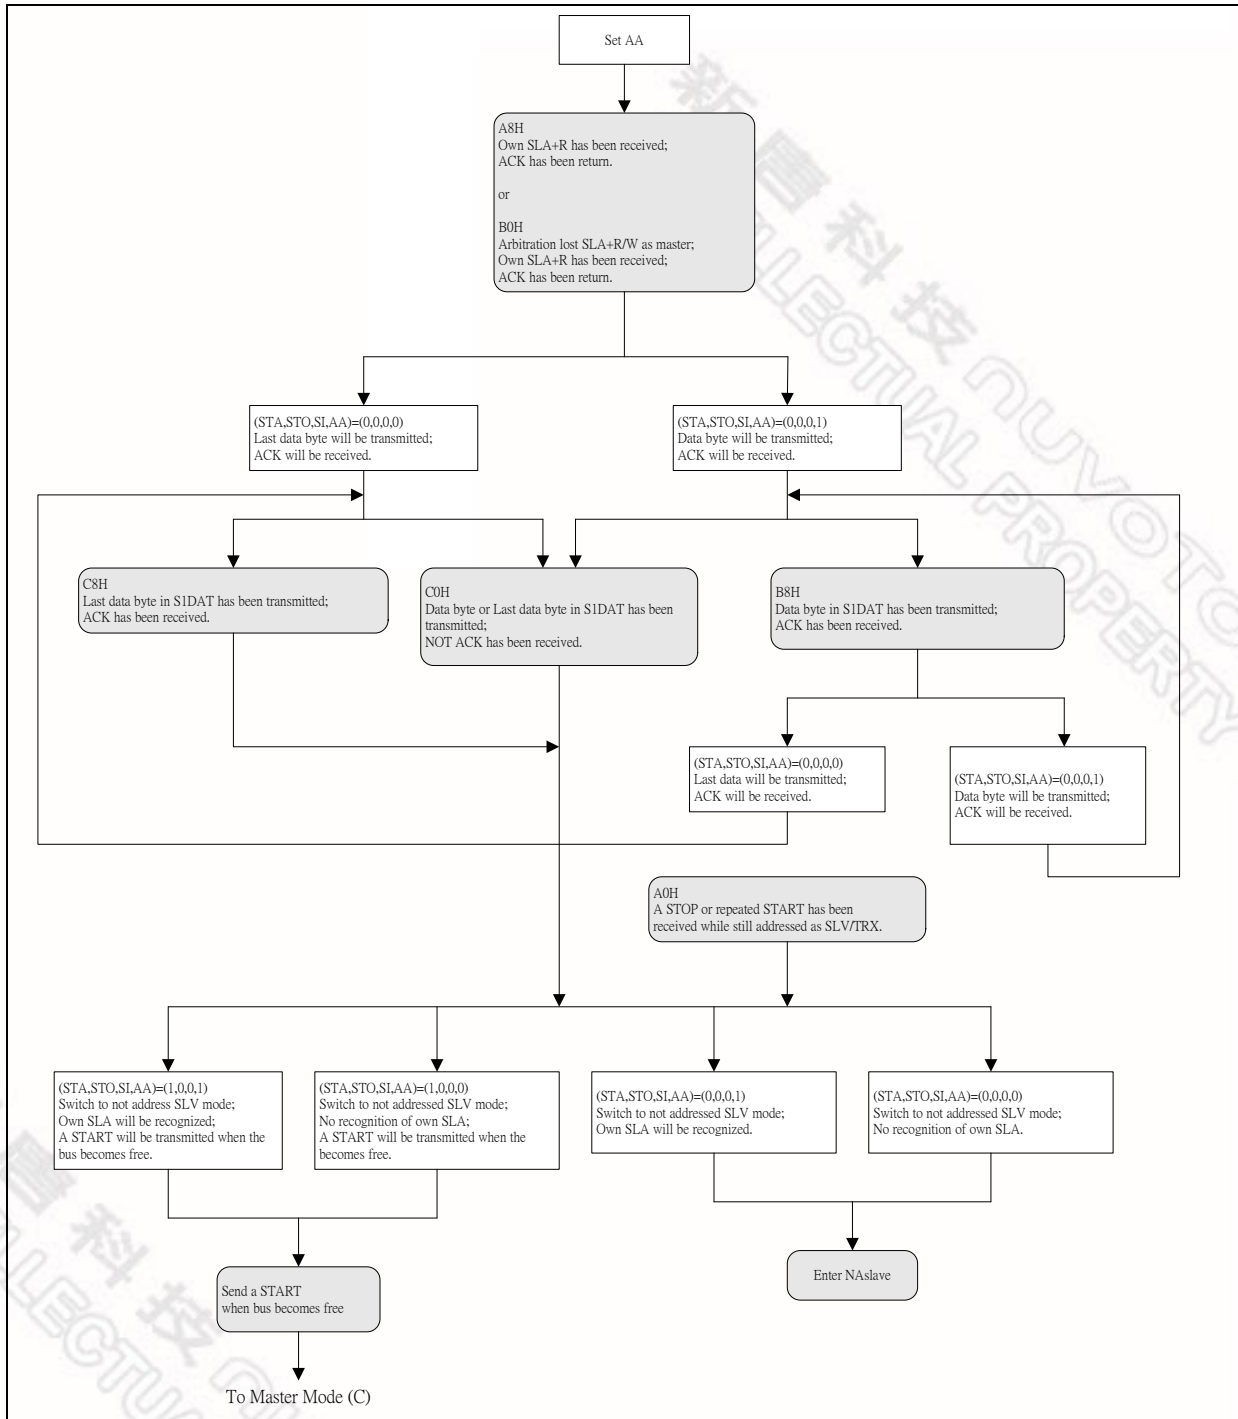 Set AA
A8H
Own SLA+R has been received;
ACK has been return.
or
B0H
Arbitration lost SLA+R/W as master;
Own SLA+R has been received;
ACK has been return.
(STA,STO,SI,AA)=(0,0,0,0)
Last data byte will be transmitted;
ACK will be received.
(STA,STO,SI,AA)=(0,0,0,1)
Data byte will be transmitted;
ACK will be received.
C8H
Last data byte in S1DAT has been transmitted;
ACK has been received.
C0H
Data byte or Last data byte in S1DAT has been
transmitted;
NOT ACK has been received.
B8H
Data byte in S1DAT has been transmitted;
ACK has been received.
(STA,STO,SI,AA)=(0,0,0,0)
Last data will be transmitted;
ACK will be received.
(STA,STO,SI,AA)=(0,0,0,1)
Data byte will be transmitted;
ACK will be received.
A0H
A STOP or repeated START has been
received while still addressed as SLV/TRX.
(STA,STO,SI,AA)=(1,0,0,1)
Switch to not address SLV mode;
Own SLA will be recognized;
A START will be transmitted when the
bus becomes free.
(STA,STO,SI,AA)=(1,0,0,0)
Switch to not addressed SLV mode;
No recognition of own SLA;
A START will be transmitted when the
becomes free.
(STA,STO,SI,AA)=(0,0,0,1)
Switch to not addressed SLV mode;
Own SLA will be recognized.
(STA,STO,SI,AA)=(0,0,0,0)
Switch to not addressed SLV mode;
No recognition of own SLA.
Send a START
when bus becomes free
Enter NAslave
To Master Mode (C)
新唐科技 nuvoTo
LLECTUAL PROPERTY
唐科技 nu
LLECTUA